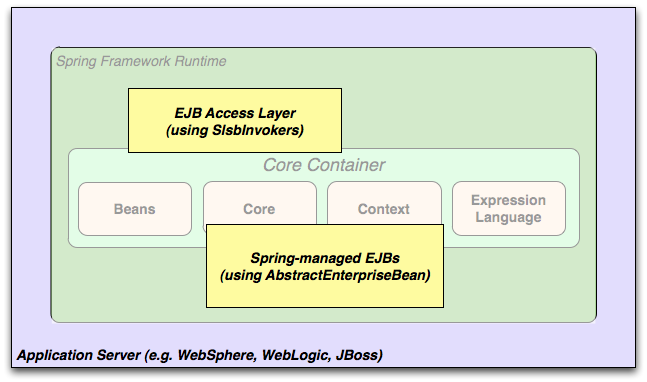 Spring Framework Runtime
EJB Access Layer
(using SlsbInvokers)
Core Container
Beans
Core
Context
Expression
Language
Spring-managed EJBs
(using AbstractEnterpriseBean)
Application Server (e.g. WebSphere, WebLogic, JBoss)